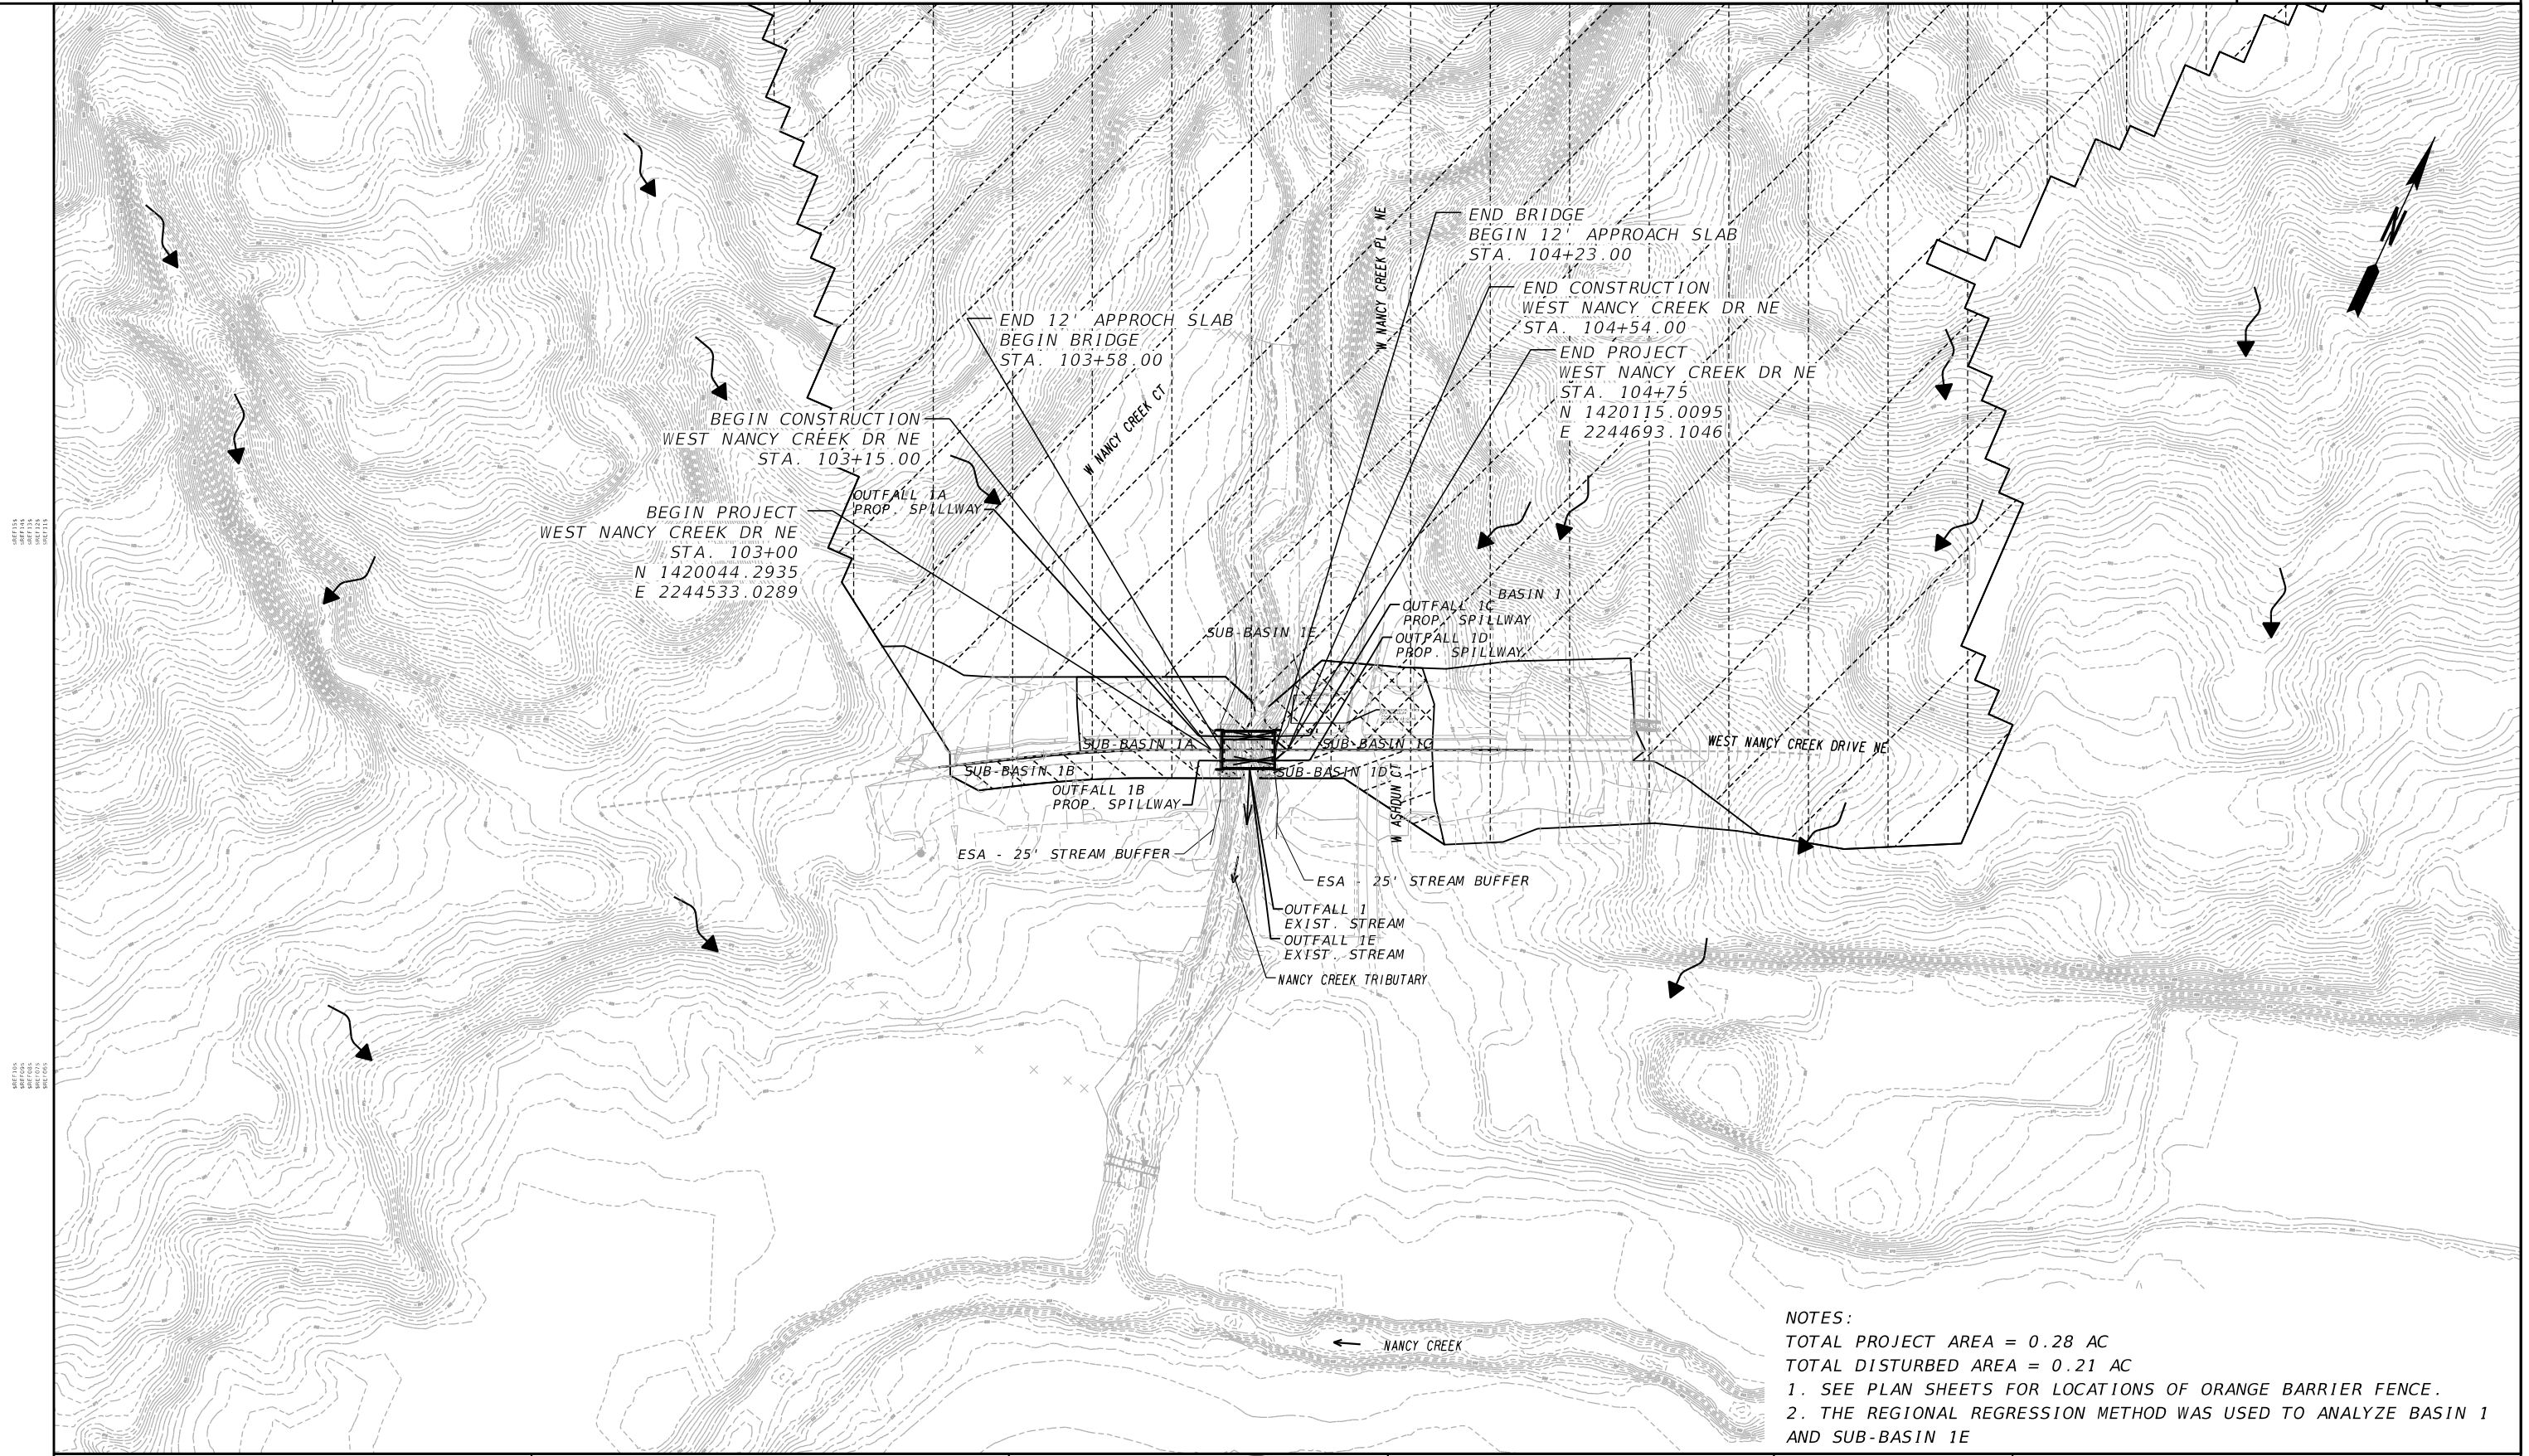 END BRIDGE
BEGIN 12' APPROACH SLAB
STA. 104+23.00
END CONSTRUCTION
WEST NANCY CREEK DR NE
STA. 104+54.00
END PROJECT
WEST NANCY CREEK DR NE
STA. 104+75
N 1420115.0095
E 2244693.1046
W NANCY CREEK PL NE
N
END 12' APPROCH SLAB
BEGIN BRIDGE
STA. 103+58.00
W NANCY CREEK CT
BEGIN CONSTRUCTION
WEST NANCY CREEK DR NE
STA. 103+15.00
OUTFALL 1A
PROP. SPILLWAY
BEGIN PROJECT
WEST NANCY CREEK DR NE
STA. 103+00
N 1420044.2935
E 2244533.0289
BASIN 1
OUTFALL 1C
PROP. SPILLWAY
OUTFALL 1D
PROP. SPILLWAY
SUB-BASIN 1E
SUB-BASIN 1A
SUB-BASIN 1C
WEST NANCY CREEK DRIVE NE
SUB-BASIN 1B
SUB-BASIN 1D
OUTFALL 1B
PROP. SPILLWAY
W ASHDUN CT
ESA - 25' STREAM BUFFER
ESA - 25' STREAM BUFFER
OUTFALL 1
EXIST. STREAM
OUTFALL 1E
EXIST. STREAM
NANCY CREEK TRIBUTARY
NANCY CREEK
NOTES:
TOTAL PROJECT AREA = 0.28 AC
TOTAL DISTURBED AREA = 0.21 AC
1. SEE PLAN SHEETS FOR LOCATIONS OF ORANGE BARRIER FENCE.
2. THE REGIONAL REGRESSION METHOD WAS USED TO ANALYZE BASIN 1
AND SUB-BASIN 1E